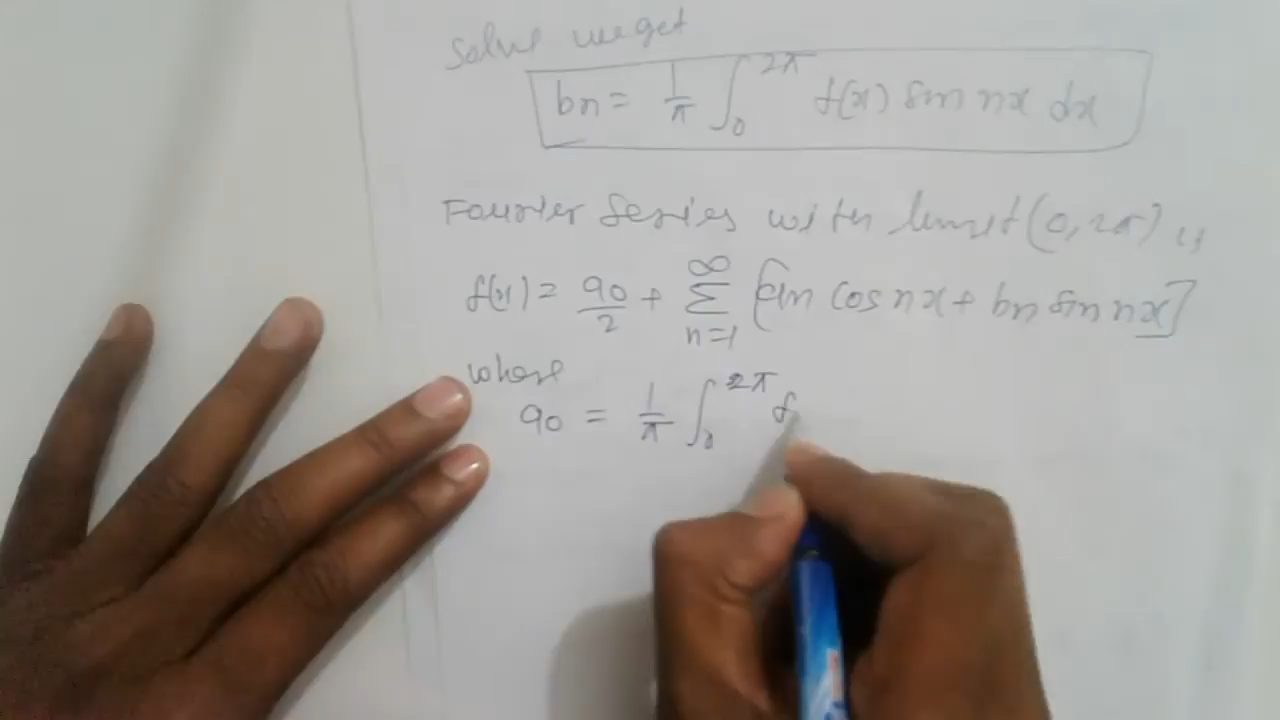 Solve we get
bn = 1/π ∫₀^2π f(x) sin nx dx
Fourier Series with limit (0, 2π) is
f(x) = a0/2 + ∞ Σ n=1 [an cos nx + bn sin nx]
where
a0 = 1/π ∫₀^2π f